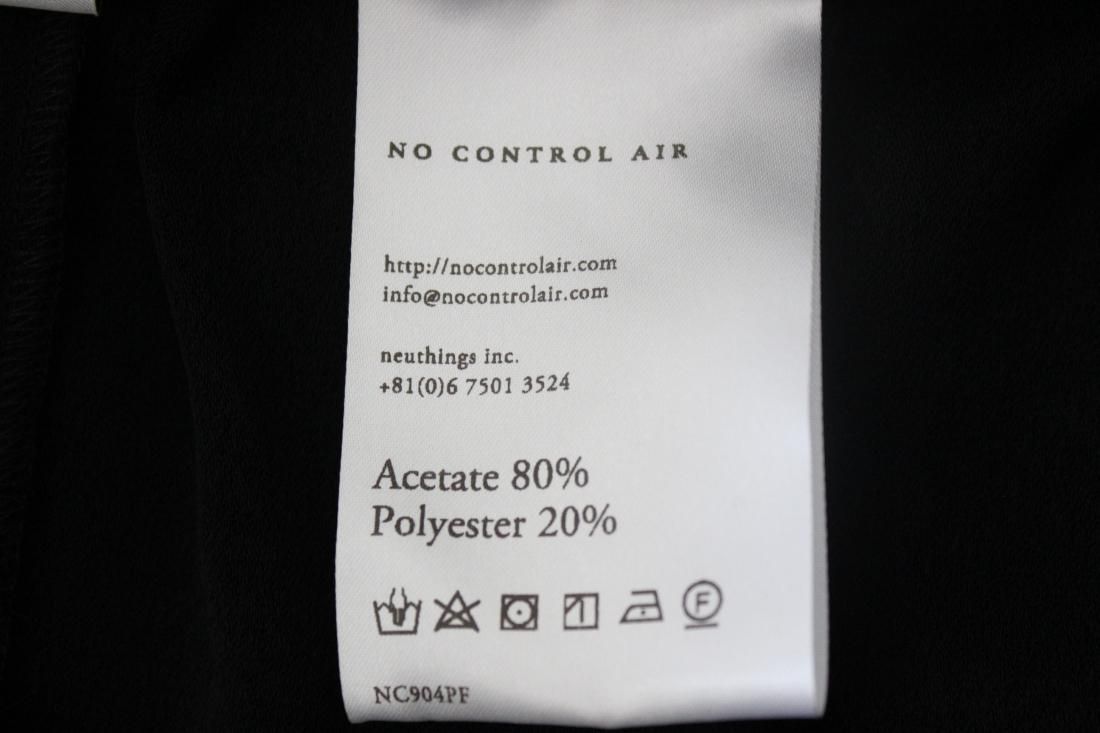 NO CONTROL AIR
http://nocontrolair.com
info@nocontrolair.com
neuthings inc.
+81(0)6 7501 3524
Acetate 80%
Polyester 20%
F
NC904PF